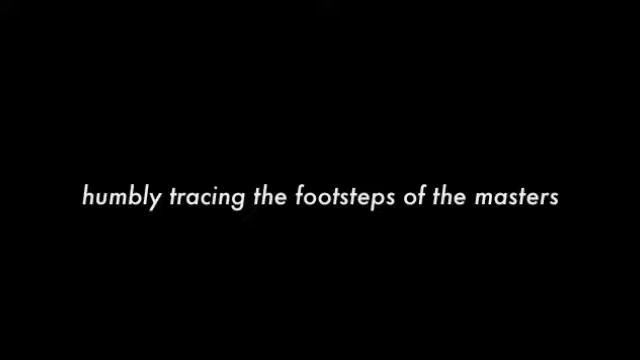 humbly tracing the footsteps of the masters